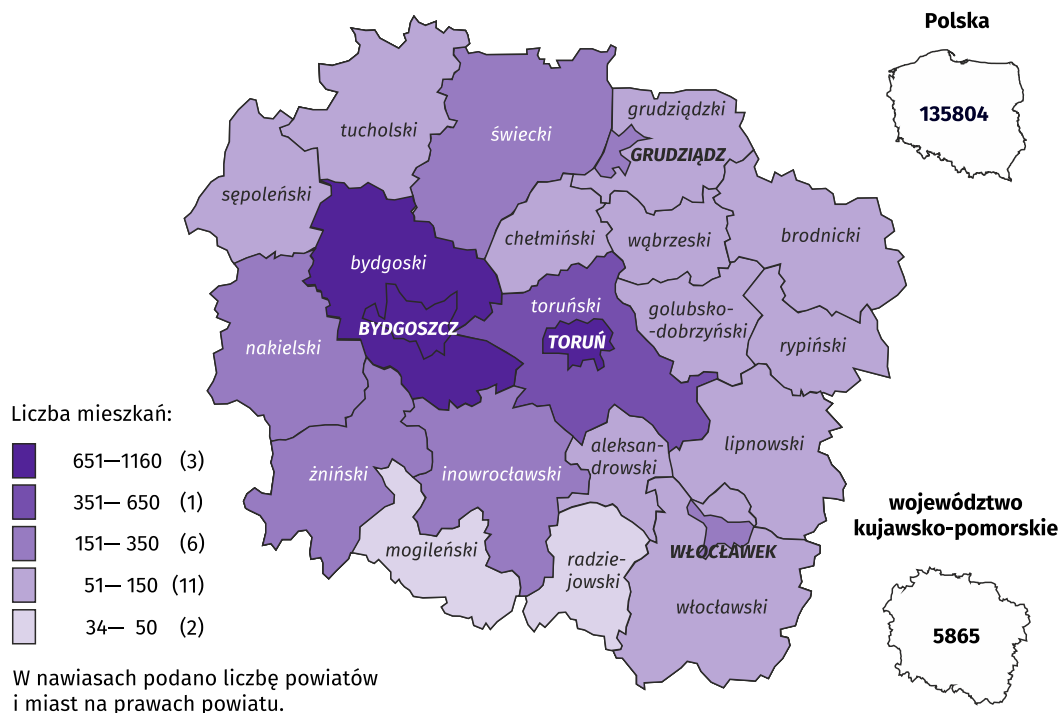 Polska
135804
tucholski
świecki
grudziądzki
GRUDZIĄDZ
sępoleński
chełmiński
wąbrzeski
brodnicki
bydgoski
toruński
golubsko-
-dobrzyński
BYDGOSZCZ
TORUŃ
nakielski
rypiński
Liczba mieszkań:
651—1160 (3)
351— 650 (1)
151— 350 (6)
51— 150 (11)
34— 50 (2)
W nawiasach podano liczbę powiatów
i miast na prawach powiatu.
aleksan-
drowski
lipnowski
żniński
inowrocławski
mogileński
radzie-
jowski
WŁOCŁAWEK
włocławski
województwo
kujawsko-pomorskie
5865